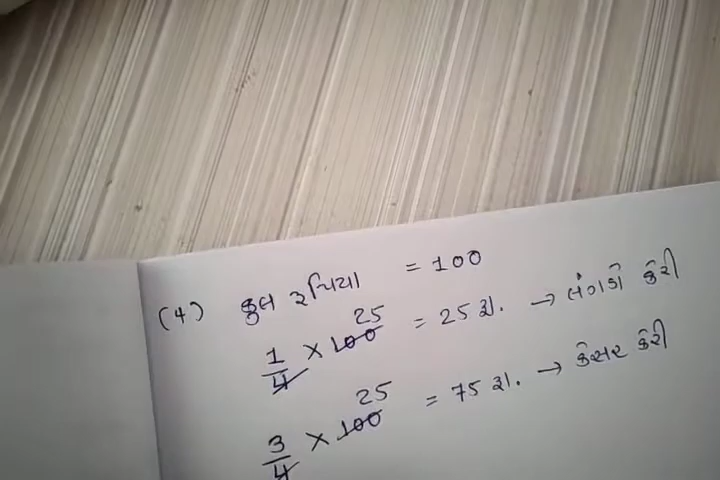 (4) કુલ રૂપિયા = 100
1/4 × 100 25 = 25 રૂા. → લંગડો કેરી
3/4 × 100 25 = 75 રૂા. → કેસર કેરી